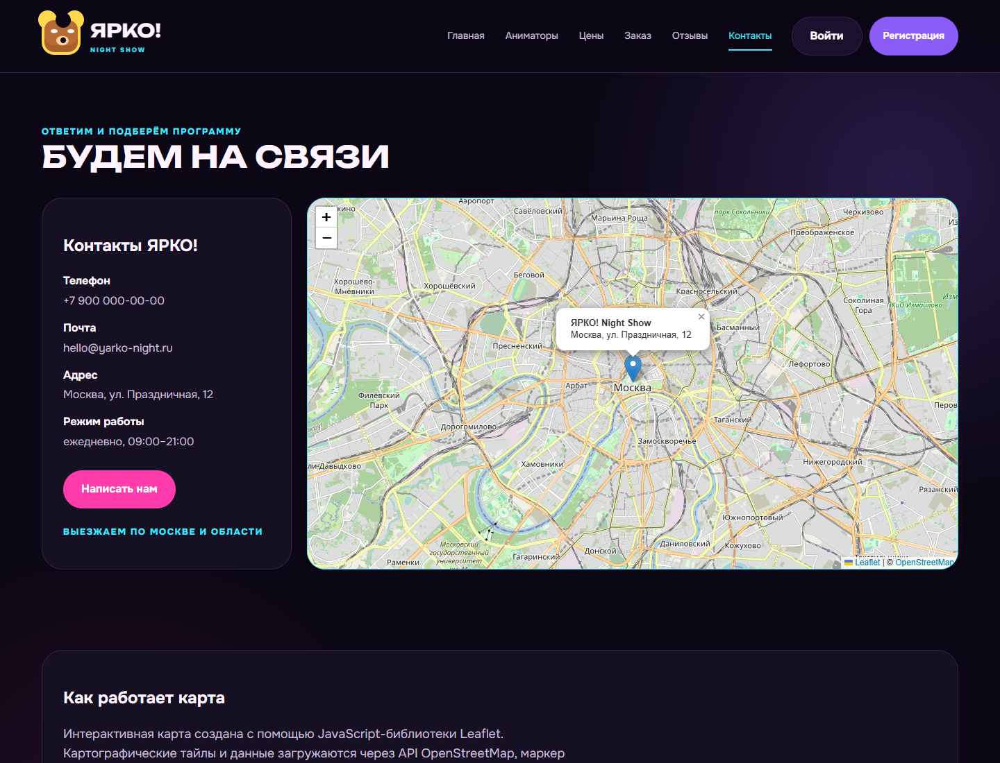 ЯРКО!
NIGHT SHOW
Главная
Аниматоры
Цены
Заказ
Отзывы
Контакты
Войти
Регистрация
ОТВЕТИМ И ПОДБЕРЁМ ПРОГРАММУ
БУДЕМ НА СВЯЗИ
Контакты ЯРКО!
Телефон
+7 900 000-00-00
Почта
hello@yarko-night.ru
Адрес
Москва, ул. Праздничная, 12
Режим работы
ежедневно, 09:00–21:00
Написать нам
ВЫЕЗЖАЕМ ПО МОСКВЕ И ОБЛАСТИ
+
−
Аэропорт
Савёловский
Марьина Роща
парк Сокольники
Черкизово
Преображенское
Беговой
Хорошёво-
Мнёвники
Хорошёвский
Красносельский
Соколиная
Гора
ПКиО Измайлово
ЯРКО! Night Show
Москва, ул. Праздничная, 12
×
Басманный
Пресненский
Лефортово
Арбат
Москва
Филёвский
Парк
Дорогомилово
Таганский
Замоскворечье
Хамовники
Нижегородский
Рязанский
Южнопортовый
Московский
государственный
университет
Гагаринский
Донской
Даниловский
Кожухово
Раменки
Leaflet | © OpenStreetMap
Как работает карта
Интерактивная карта создана с помощью JavaScript-библиотеки Leaflet.
Картографические тайлы и данные загружаются через API OpenStreetMap, маркер